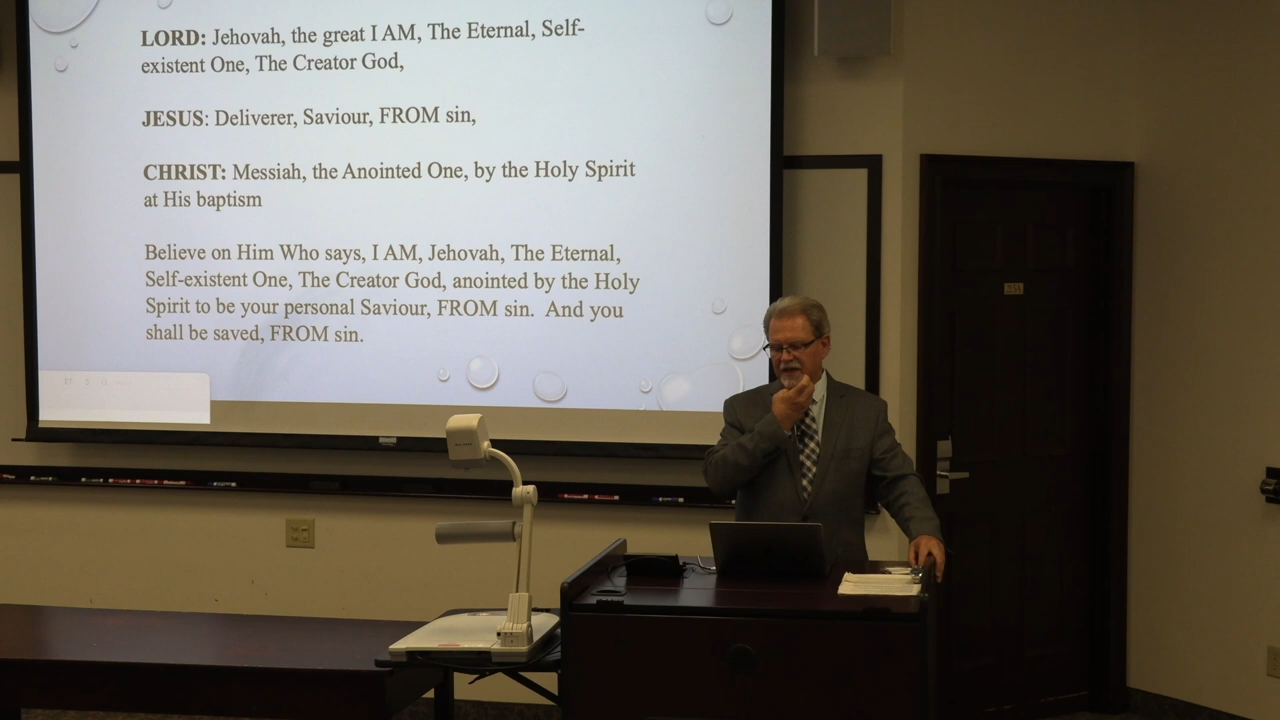 LORD: Jehovah, the great I AM, The Eternal, Self-
existent One, The Creator God,
JESUS: Deliverer, Saviour, FROM sin,
CHRIST: Messiah, the Anointed One, by the Holy Spirit
at His baptism
Believe on Him Who says, I AM, Jehovah, The Eternal,
Self-existent One, The Creator God, anointed by the Holy
Spirit to be your personal Saviour, FROM sin.  And you
shall be saved, FROM sin.